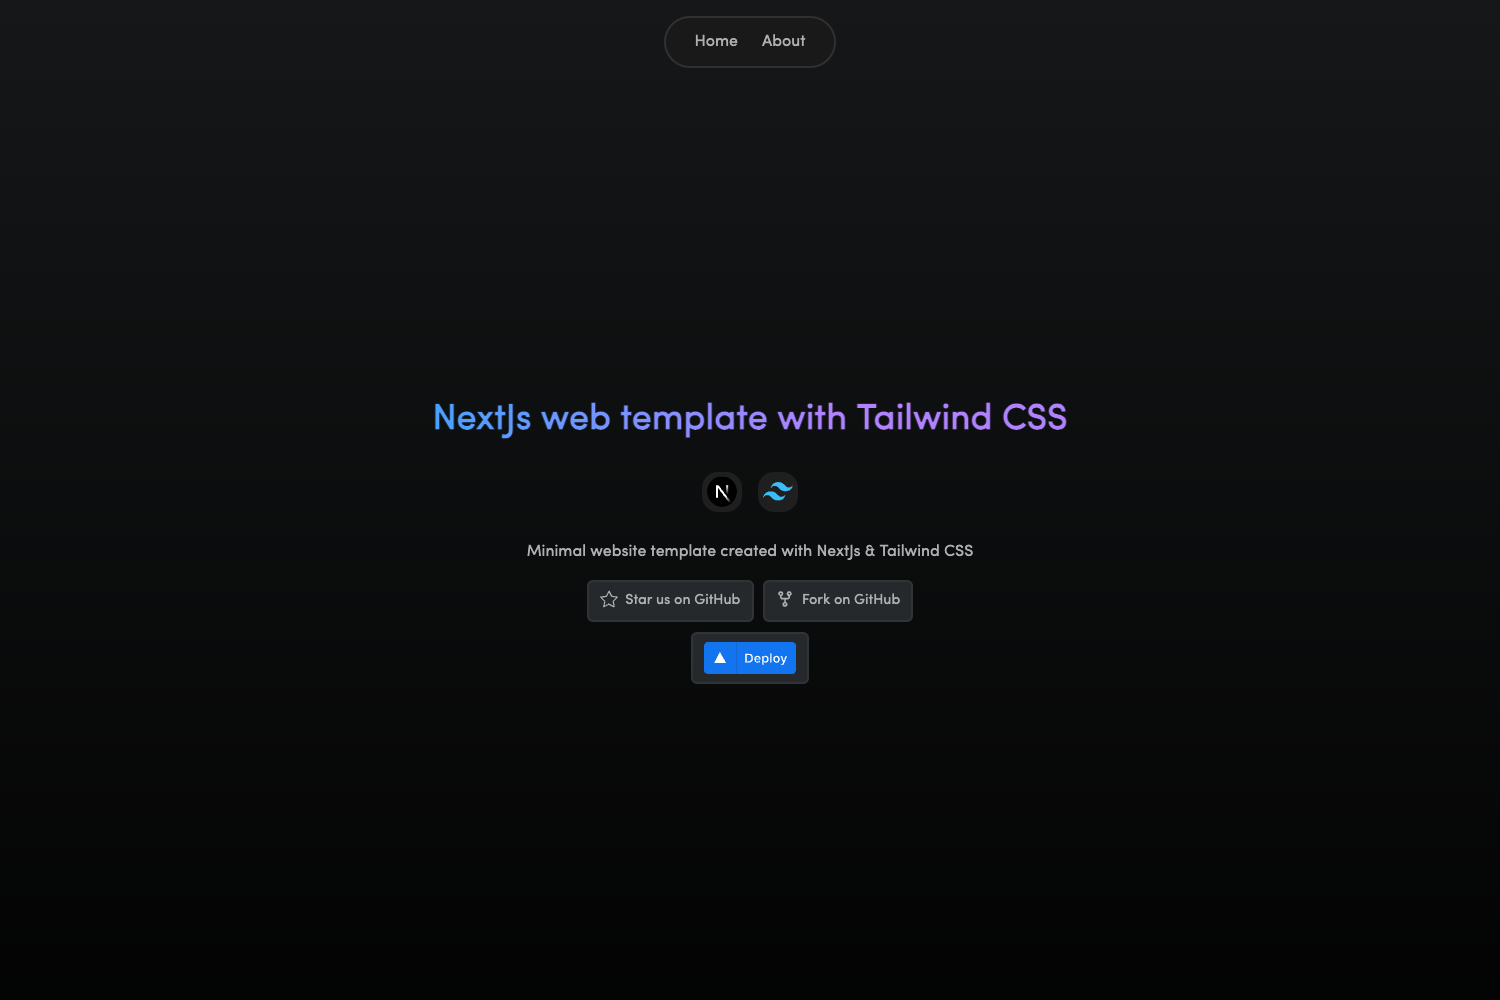 Home About
NextJs web template with Tailwind CSS
N
Minimal website template created with NextJs & Tailwind CSS
Star us on GitHub Fork on GitHub
Deploy